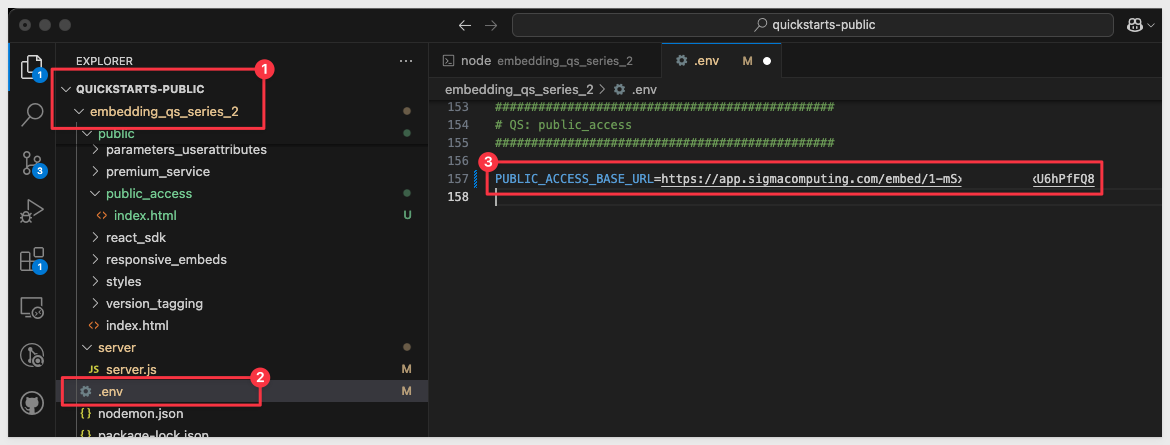 quickstarts-public
EXPLORER
1
QUICKSTARTS-PUBLIC
embedding_qs_series_2
public
parameters_userattributes
premium_service
public_access
index.html U
react_sdk
responsive_embeds
styles
version_tagging
index.html
server
JS server.js M
2
.env M
nodemon.json
package-lock.json
1
3
1
node embedding_qs_series_2
.env M
embedding_qs_series_2 > .env
153 #############################################
154 # QS: public_access
155 #############################################
156
3
157 PUBLIC_ACCESS_BASE_URL=https://app.sigmacomputing.com/embed/1-mSx U6hPfFQ8
158